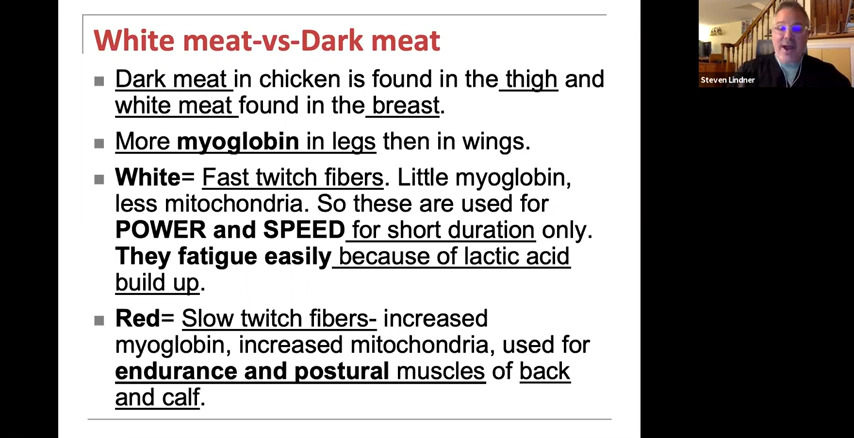 White meat-vs-Dark meat
Dark meat in chicken is found in the thigh and
white meat found in the breast.
More myoglobin in legs then in wings.
White= Fast twitch fibers. Little myoglobin,
less mitochondria. So these are used for
POWER and SPEED for short duration only.
They fatigue easily because of lactic acid
build up.
Red= Slow twitch fibers- increased
myoglobin, increased mitochondria, used for
endurance and postural muscles of back
and calf.
Steven Lindner